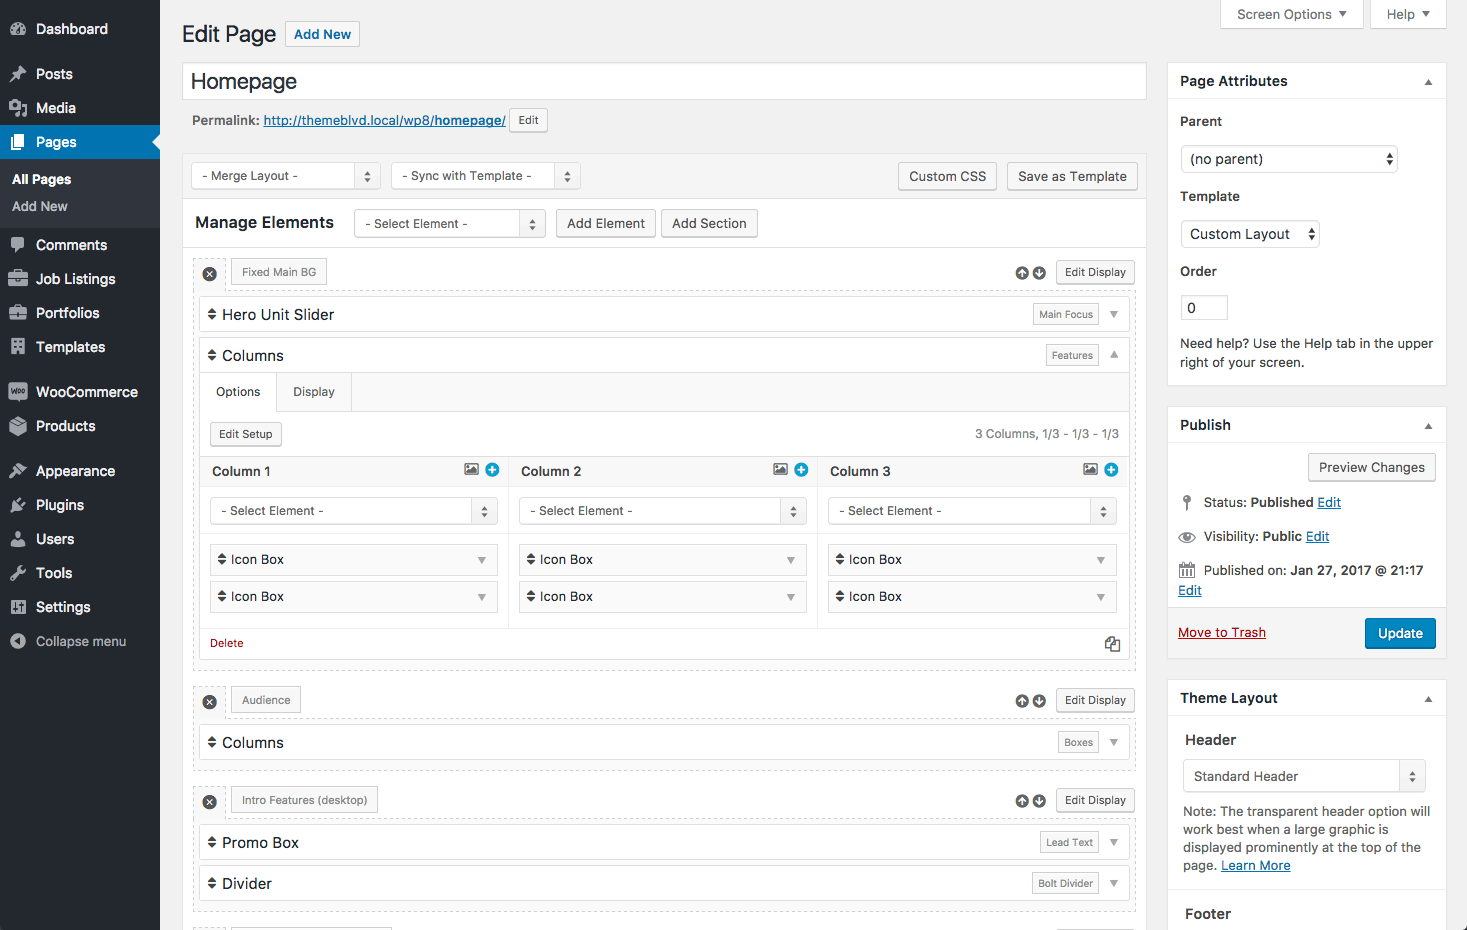 Dashboard
Posts
Media
Pages
All Pages
Add New
Comments
Job Listings
Portfolios
Templates
WOO WooCommerce
Products
Appearance
Plugins
Users
Tools
Settings
Collapse menu
Screen Options
Help
Edit Page Add New
Homepage
Permalink: http://themeblvd.local/wp8/homepage/ Edit
- Merge Layout - - Sync with Template - Custom CSS Save as Template
Manage Elements - Select Element - Add Element Add Section
Fixed Main BG Edit Display
Hero Unit Slider Main Focus
Columns Features
Options Display
Edit Setup 3 Columns, 1/3 - 1/3 - 1/3
Column 1 Column 2 Column 3
- Select Element - - Select Element - - Select Element -
Icon Box Icon Box Icon Box
Icon Box Icon Box Icon Box
Delete
Audience Edit Display
Columns Boxes
Intro Features (desktop) Edit Display
Promo Box Lead Text
Divider Bolt Divider
Page Attributes
Parent
(no parent)
Template
Custom Layout
Order
0
Need help? Use the Help tab in the upper
right of your screen.
Publish
Preview Changes
Status: Published Edit
Visibility: Public Edit
Published on: Jan 27, 2017 @ 21:17
Edit
Move to Trash Update
Theme Layout
Header
Standard Header
Note: The transparent header option will
work best when a large graphic is
displayed prominently at the top of the
page. Learn More
Footer